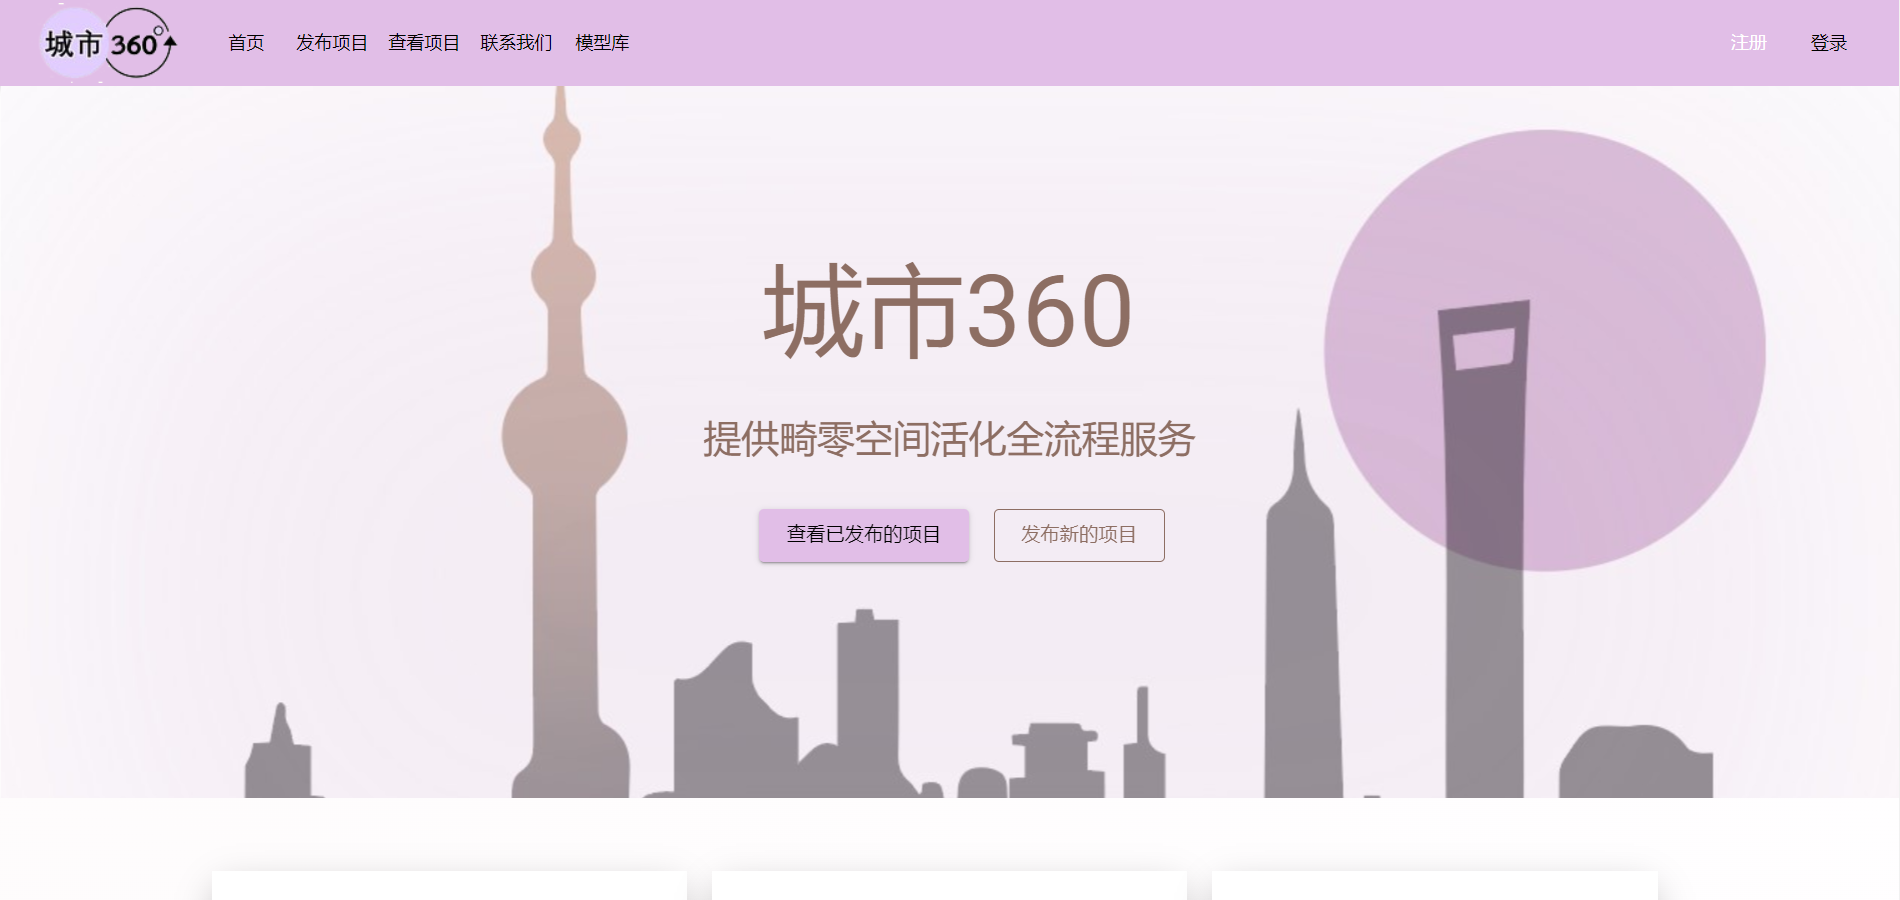 城市 360°
首页 发布项目 查看项目 联系我们 模型库 注册 登录
城市360
提供畸零空间活化全流程服务
查看已发布的项目 发布新的项目